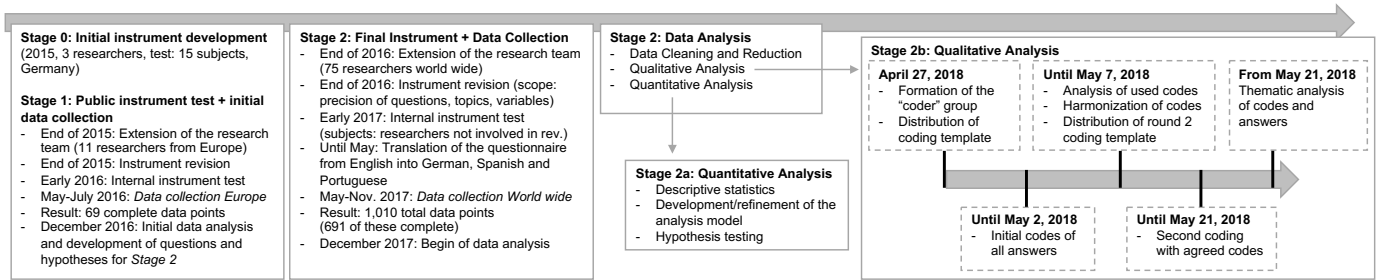 Stage 0: Initial instrument development
(2015, 3 researchers, test: 15 subjects,
Germany)
Stage 1: Public instrument test + initial
data collection
- End of 2015: Extension of the research
team (11 researchers from Europe)
- End of 2015: Instrument revision
- Early 2016: Internal instrument test
- May-July 2016: Data collection Europe
- Result: 69 complete data points
- December 2016: Initial data analysis
and development of questions and
hypotheses for Stage 2
Stage 2: Final Instrument + Data Collection
- End of 2016: Extension of the research team
(75 researchers world wide)
- End of 2016: Instrument revision (scope:
precision of questions, topics, variables)
- Early 2017: Internal instrument test
(subjects: researchers not involved in rev.)
- Until May: Translation of the questionnaire
from English into German, Spanish and
Portuguese
- May-Nov. 2017: Data collection World wide
- Result: 1,010 total data points
(691 of these complete)
- December 2017: Begin of data analysis
Stage 2: Data Analysis
- Data Cleaning and Reduction
- Qualitative Analysis
- Quantitative Analysis
Stage 2a: Quantitative Analysis
- Descriptive statistics
- Development/refinement of the
analysis model
- Hypothesis testing
Stage 2b: Qualitative Analysis
April 27, 2018
- Formation of the
“coder” group
- Distribution of
coding template
Until May 7, 2018
- Analysis of used codes
- Harmonization of codes
- Distribution of round 2
coding template
From May 21, 2018
Thematic analysis
of codes and
answers
Until May 2, 2018
- Initial codes of
all answers
Until May 21, 2018
- Second coding
with agreed codes